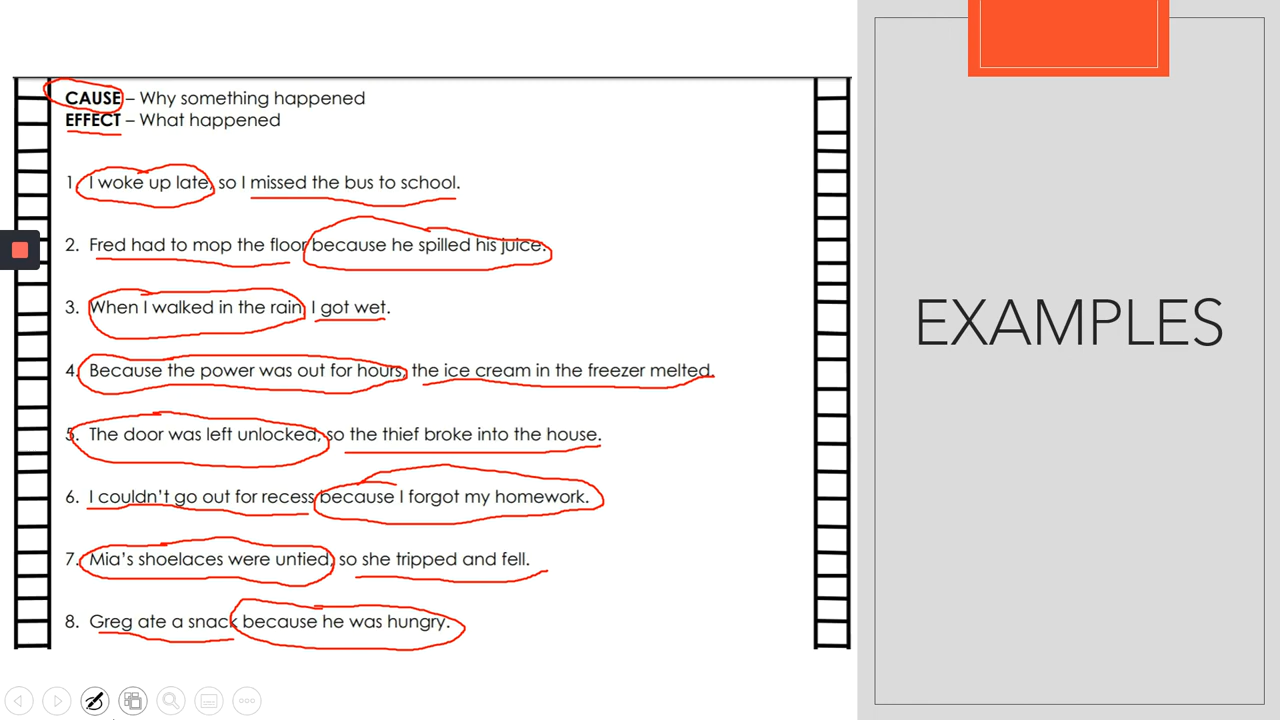 CAUSE – Why something happened
EFFECT – What happened
1. I woke up late, so I missed the bus to school.
2. Fred had to mop the floor because he spilled his juice.
3. When I walked in the rain, I got wet.
4. Because the power was out for hours, the ice cream in the freezer melted.
5. The door was left unlocked, so the thief broke into the house.
6. I couldn't go out for recess because I forgot my homework.
7. Mia's shoelaces were untied, so she tripped and fell.
8. Greg ate a snack because he was hungry.
EXAMPLES